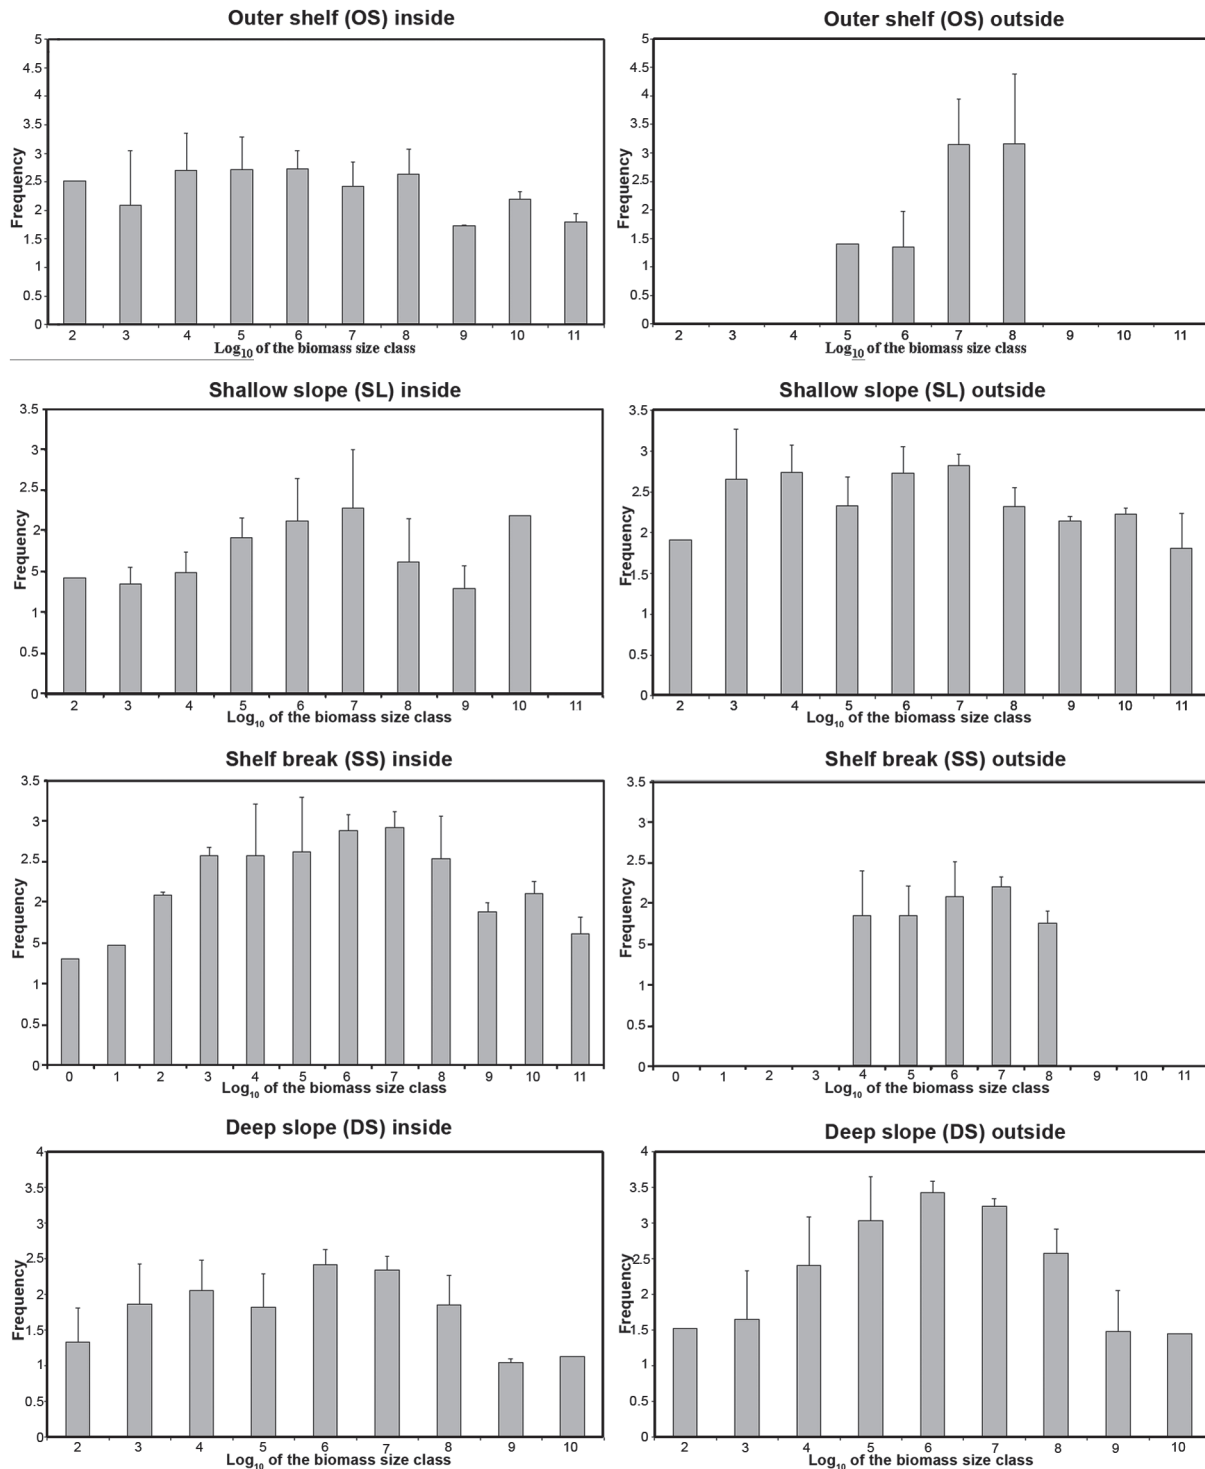 Outer shelf (OS) inside
5
4.5
4
3.5
3
2.5
2
1.5
1
0.5
0
Frequency
2 3 4 5 6 7 8 9 10 11
Log10 of the biomass size class
Outer shelf (OS) outside
5
4.5
4
3.5
3
2.5
2
1.5
1
0.5
0
Frequency
2 3 4 5 6 7 8 9 10 11
Log10 of the biomass size class
Shallow slope (SL) inside
3.5
3
2.5
2
5
1
0.5
0
Frequency
2 3 4 5 6 7 8 9 10 11
Log10 of the biomass size class
Shallow slope (SL) outside
3.5
3
2.5
2
1.5
1
0.5
0
Frequency
2 3 4 5 6 7 8 9 10 11
Log10 of the biomass size class
Shelf break (SS) inside
3.5
3
2.5
2
5
1
0.5
0
Frequency
0 1 2 3 4 5 6 7 8 9 10 11
Log10 of the biomass size class
Shelf break (SS) outside
3.5
3
2.5
2
5
1
0.5
0
Frequency
0 1 2 3 4 5 6 7 8 9 10 11
Log10 of the biomass size class
Deep slope (DS) inside
4
3.5
3
2.5
2
1.5
1
0.5
0
Frequency
2 3 4 5 6 7 8 9 10
Log10 of the biomass size class
Deep slope (DS) outside
4
3.5
3
2.5
2
1.5
1
0.5
0
Frequency
2 3 4 5 6 7 8 9 10
Log10 of the biomass size class